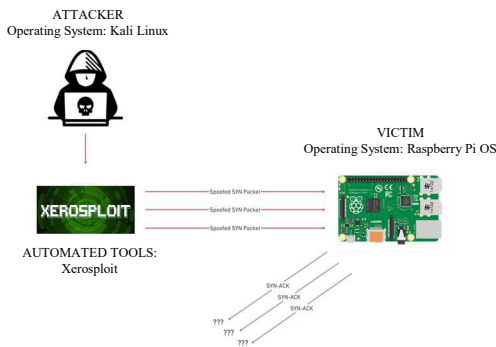 ATTACKER
Operating System: Kali Linux
VICTIM
Operating System: Raspberry Pi OS
XEROSPLOIT
Spoofed SYN Packet
Spoofed SYN Packet
Spoofed SYN Packet
AUTOMATED TOOLS:
Xerosploit
SYN-ACK
SYN-ACK
SYN-ACK
???
???
???